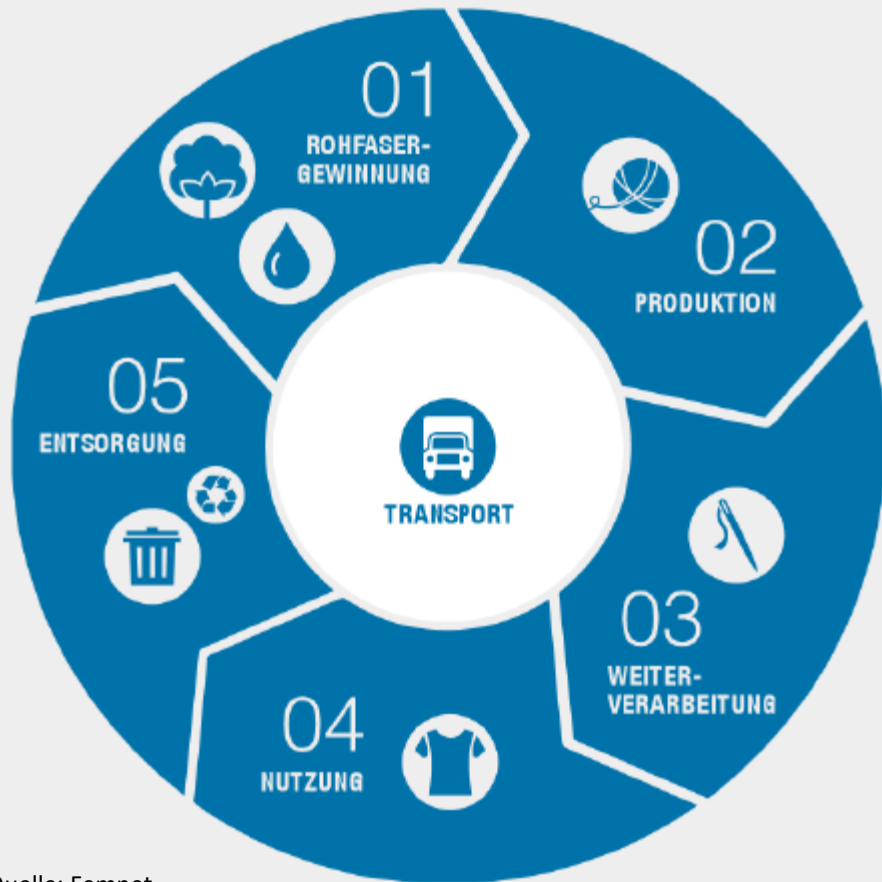 01
ROHFASER-
GEWINNUNG
02
PRODUKTION
03
WEITER-
VERARBEITUNG
04
NUTZUNG
05
ENTSORGUNG
TRANSPORT